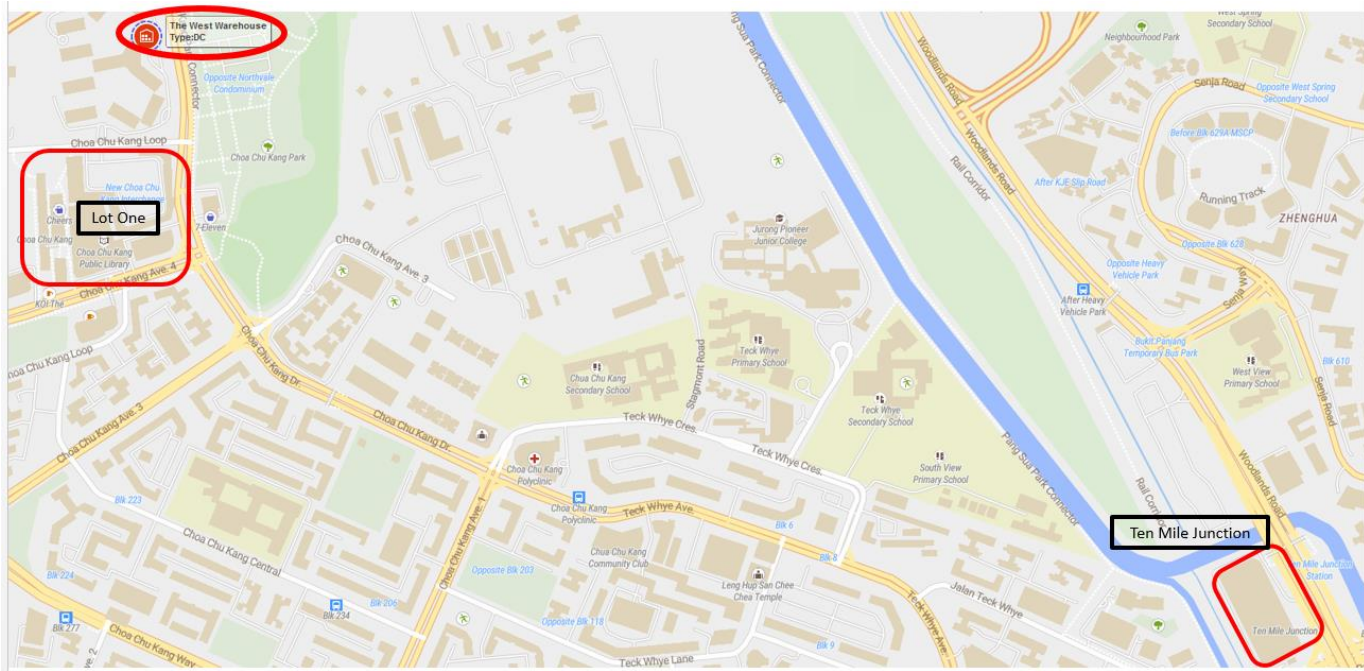 The West Warehouse
Type:DC
Park Connector
Opposite Northvale
Condominium
Choa Chu Kang Loop
Choa Chu Kang Park
New Choa Chu
Kang Interchange
Cheers
Lot One
7-Eleven
Choa Chu Kang
Choa Chu Kang
Public Library
Choa Chu Kang Ave. 4
KOI Thé
Choa Chu Kang Loop
Choa Chu Kang Ave. 3
Choa Chu Kang Ave. 3
Choa Chu Kang Dr.
Choa Chu Kang Dr.
Pang Sua Park Connector
Jurong Pioneer
Junior College
Stagmont Road
Teck Whye
Primary School
Chua Chu Kang
Secondary School
Teck Whye
Secondary School
Teck Whye Cres.
Teck Whye Cres.
South View
Primary School
Pang Sua Park Connector
Choa Chu Kang
Polyclinic
Choa Chu Kang
Polyclinic
Teck Whye Ave.
Blk 6
Blk 8
Blk 223
Choa Chu Kang Central
Choa Chu Kang Ave. 1
Chua Chu Kang
Community Club
Opposite Blk 203
Leng Hup San Chee
Chea Temple
Blk 224
Blk 206
Blk 234
Blk 277
Opposite Blk 118
Blk 9
Jalan Teck Whye
Teck Whye Ave.
Teck Whye Lane
Choa Chu Kang Way
Ave. 2
West Spring
Secondary School
Neighbourhood Park
Woodlands Road
Senja Road
Opposite West Spring
Secondary School
Woodlands Road
Before Blk 629A MSCP
Rail Corridor
After KJE Slip Road
Running Track
ZHENGHUA
Opposite Blk 628
Opposite Heavy
Vehicle Park
Senja Way
After Heavy
Vehicle Park
Bukit Panjang
Temporary Bus Park
West View
Primary School
Blk 610
Senja Road
Woodlands Road
Rail Corridor
Ten Mile Junction
Ten Mile Junction
Station
Ten Mile Junction